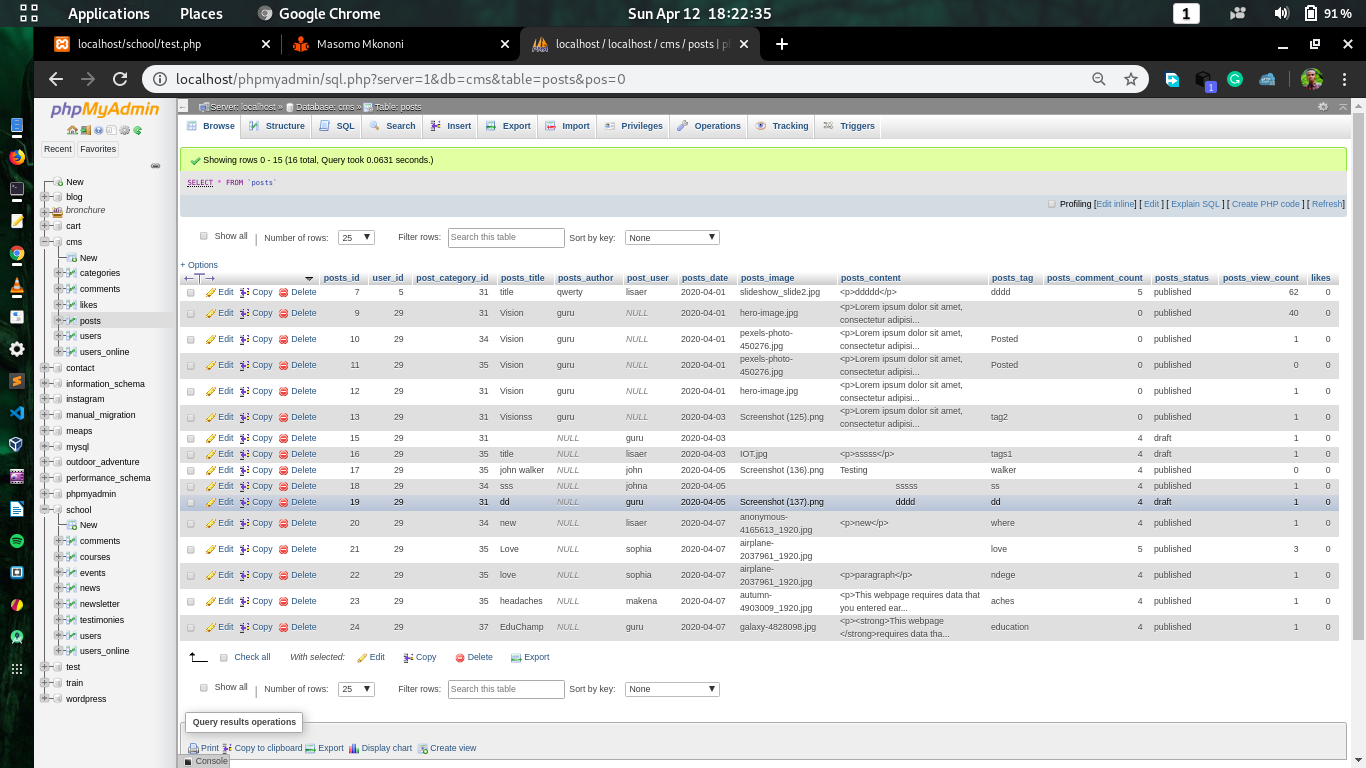 Applications Places Google Chrome Sun Apr 12 18:22:35 1 91 %
localhost/school/test.php Masomo Mkononi localhost / localhost / cms / posts | p
localhost/phpmyadmin/sql.php?server=1&db=cms&table=posts&pos=0 1
phpMyAdmin
Recent Favorites
New
blog
bronchure
cart
cms
New
categories
comments
likes
posts
users
users_online
contact
information_schema
instagram
manual_migration
meaps
mysql
outdoor_adventure
performance_schema
phpmyadmin
school
New
comments
courses
events
news
newsletter
testimonies
users
users_online
test
train
wordpress
Server: localhost » Database: cms » Table: posts
Browse Structure SQL Search Insert Export Import Privileges Operations Tracking Triggers
Showing rows 0 - 15 (16 total, Query took 0.0631 seconds.)
SELECT * FROM `posts`
Profiling [Edit inline] [ Edit ] [ Explain SQL ] [ Create PHP code ] [ Refresh]
Show all | Number of rows: 25 Filter rows: Search this table Sort by key: None
+ Options
←T→ posts_id user_id post_category_id posts_title posts_author post_user posts_date posts_image posts_content posts_tag posts_comment_count posts_status posts_view_count likes
Edit Copy Delete 7 5 31 title qwerty lisaer 2020-04-01 slideshow_slide2.jpg <p>ddddd</p> dddd 5 published 62 0
Edit Copy Delete 9 29 31 Vision guru NULL 2020-04-01 hero-image.jpg <p>Lorem ipsum dolor sit amet, 0 published 40 0
consectetur adipisi...
Edit Copy Delete 10 29 34 Vision guru NULL 2020-04-01 pexels-photo- <p>Lorem ipsum dolor sit amet, Posted 0 published 1 0
450276.jpg consectetur adipisi...
Edit Copy Delete 11 29 35 Vision guru NULL 2020-04-01 pexels-photo- <p>Lorem ipsum dolor sit amet, Posted 0 published 0 0
450276.jpg consectetur adipisi...
Edit Copy Delete 12 29 31 Vision guru NULL 2020-04-01 hero-image.jpg <p>Lorem ipsum dolor sit amet, 0 published 1 0
consectetur adipisi...
Edit Copy Delete 13 29 31 Visionss guru NULL 2020-04-03 Screenshot (125).png <p>Lorem ipsum dolor sit amet, tag2 0 published 1 0
consectetur adipisi...
Edit Copy Delete 15 29 31 NULL guru 2020-04-03 4 draft 1 0
Edit Copy Delete 16 29 35 title NULL lisaer 2020-04-03 IOT.jpg <p>sssss</p> tags1 4 draft 1 0
Edit Copy Delete 17 29 35 john walker NULL john 2020-04-05 Screenshot (136).png Testing walker 4 published 0 0
Edit Copy Delete 18 29 34 sss NULL johna 2020-04-05 sssss ss 4 published 1 0
Edit Copy Delete 19 29 31 dd NULL guru 2020-04-05 Screenshot (137).png dddd dd 4 draft 1 0
Edit Copy Delete 20 29 34 new NULL lisaer 2020-04-07 anonymous- <p>new</p> where 4 published 1 0
4165613_1920.jpg
Edit Copy Delete 21 29 35 Love NULL sophia 2020-04-07 airplane- love 5 published 3 0
2037961_1920.jpg
Edit Copy Delete 22 29 35 love NULL sophia 2020-04-07 airplane- <p>paragraph</p> ndege 4 published 1 0
2037961_1920.jpg
Edit Copy Delete 23 29 35 headaches NULL makena 2020-04-07 autumn- <p>This webpage requires data that aches 4 published 1 0
4903009_1920.jpg you entered ear...
Edit Copy Delete 24 29 37 EduChamp NULL guru 2020-04-07 galaxy-4828098.jpg <p><strong>This webpage education 4 published 1 0
</strong>requires data tha...
Check all With selected: Edit Copy Delete Export
Show all | Number of rows: 25 Filter rows: Search this table Sort by key: None
Query results operations
Print Copy to clipboard Export Display chart Create view
Console